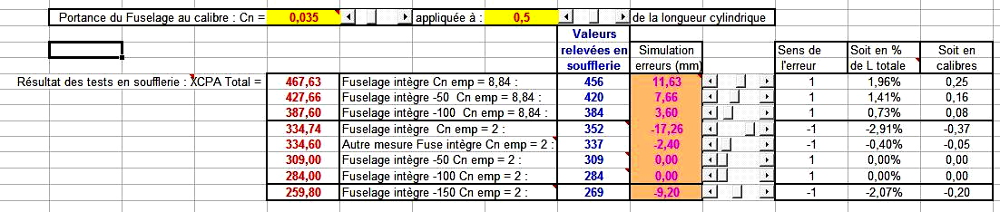 Portance du Fuselage au calibre : Cn = 0,035 appliquée à : 0,5 de la longueur cylindrique
Valeurs
relevées en Simulation Sens de Soit en % Soit en
soufflerie erreurs (mm) l'erreur de L totale calibres
Résultat des tests en soufflerie : XCPA Total = 467,63 Fuselage intègre Cn emp = 8,84 : 456 11,63 1 1,96% 0,25
427,66 Fuselage intègre -50 Cn emp = 8,84 : 420 7,66 1 1,41% 0,16
387,60 Fuselage intègre -100 Cn emp = 8,84 : 384 3,60 1 0,73% 0,08
334,74 Fuselage intègre Cn emp = 2 : 352 -17,26 -1 -2,91% -0,37
334,60 Autre mesure Fuse intègre Cn emp = 2 : 337 -2,40 -1 -0,40% -0,05
309,00 Fuselage intègre -50 Cn emp = 2 : 309 0,00 1 0,00% 0,00
284,00 Fuselage intègre -100 Cn emp = 2 : 284 0,00 1 0,00% 0,00
259,80 Fuselage intègre -150 Cn emp = 2 : 269 -9,20 -1 -2,07% -0,20